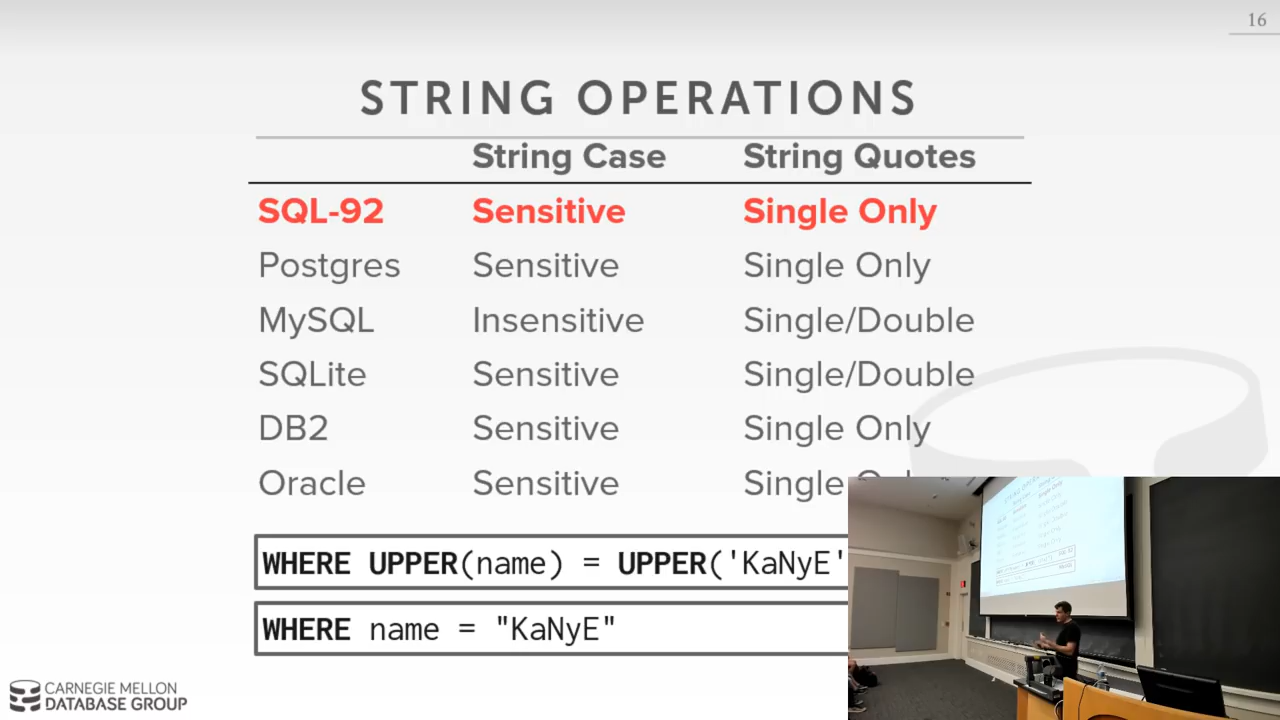 16
STRING OPERATIONS
String Case String Quotes
SQL-92 Sensitive Single Only
Postgres Sensitive Single Only
MySQL Insensitive Single/Double
SQLite Sensitive Single/Double
DB2 Sensitive Single Only
Oracle Sensitive Single
WHERE UPPER(name) = UPPER('KaNyE'
WHERE name = "KaNyE"
CARNEGIE MELLON
DATABASE GROUP